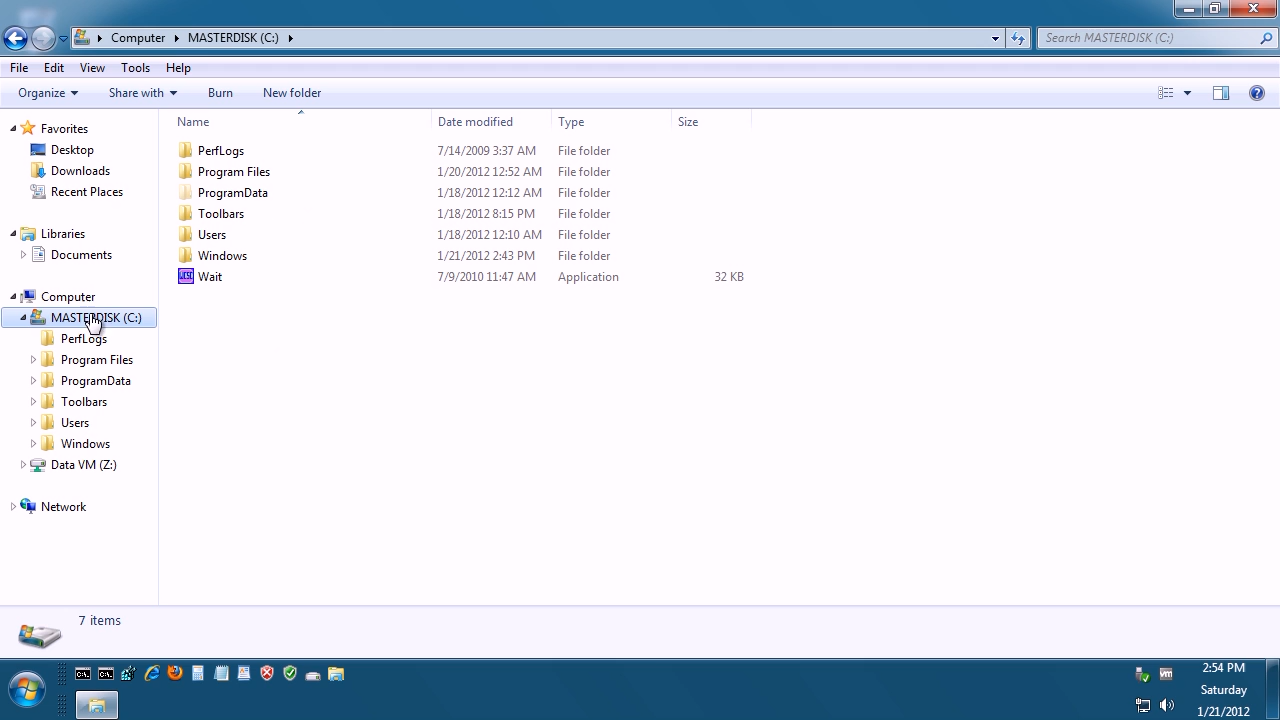 Computer MASTERDISK (C:) Search MASTERDISK (C:)
File Edit View Tools Help
Organize Share with Burn New folder
Favorites
Desktop
Downloads
Recent Places
Libraries
Documents
Computer
MASTERDISK (C:)
PerfLogs
Program Files
ProgramData
Toolbars
Users
Windows
Data VM (Z:)
Network
Name Date modified Type Size
PerfLogs 7/14/2009 3:37 AM File folder
Program Files 1/20/2012 12:52 AM File folder
ProgramData 1/18/2012 12:12 AM File folder
Toolbars 1/18/2012 8:15 PM File folder
Users 1/18/2012 12:10 AM File folder
Windows 1/21/2012 2:43 PM File folder
Wait 7/9/2010 11:47 AM Application 32 KB
7 items
2:54 PM
Saturday
1/21/2012